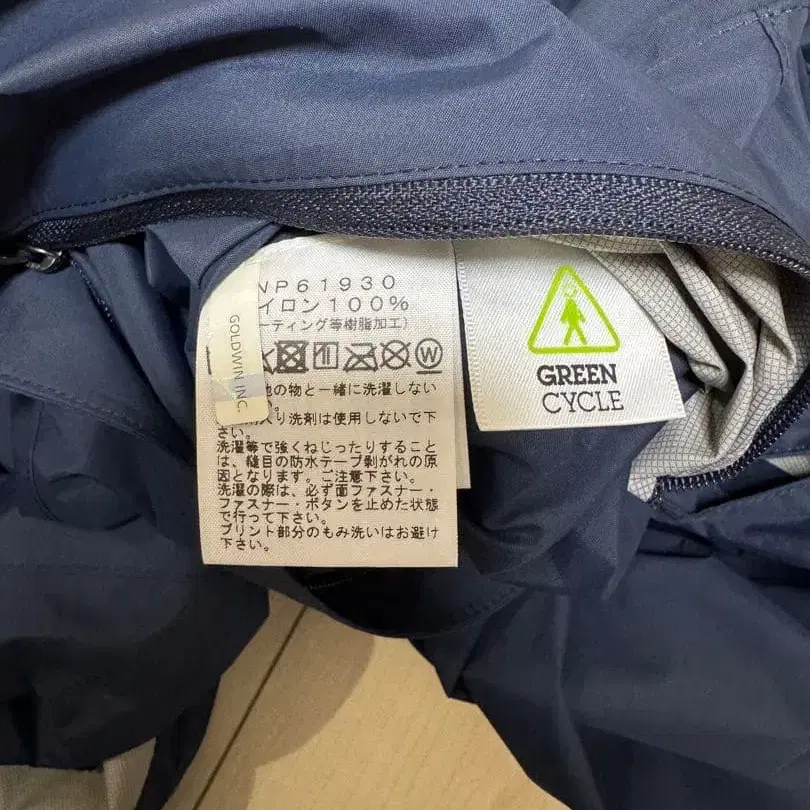 NP61930
イロン100%
ーティング等樹脂加工)
GOLDWIN INC.
W
他の物と一緒に洗濯しない
入り洗剤は使用しないで下
さい。
洗濯等で強くねじったりすること
は、縫目の防水テープ剥がれの原
因となります。ご注意下さい。
洗濯の際は、必ず面ファスナー・
ファスナー・ボタンを止めた状態
で行って下さい。
プリント部分のもみ洗いはお避け
下さい。
GREEN
CYCLE